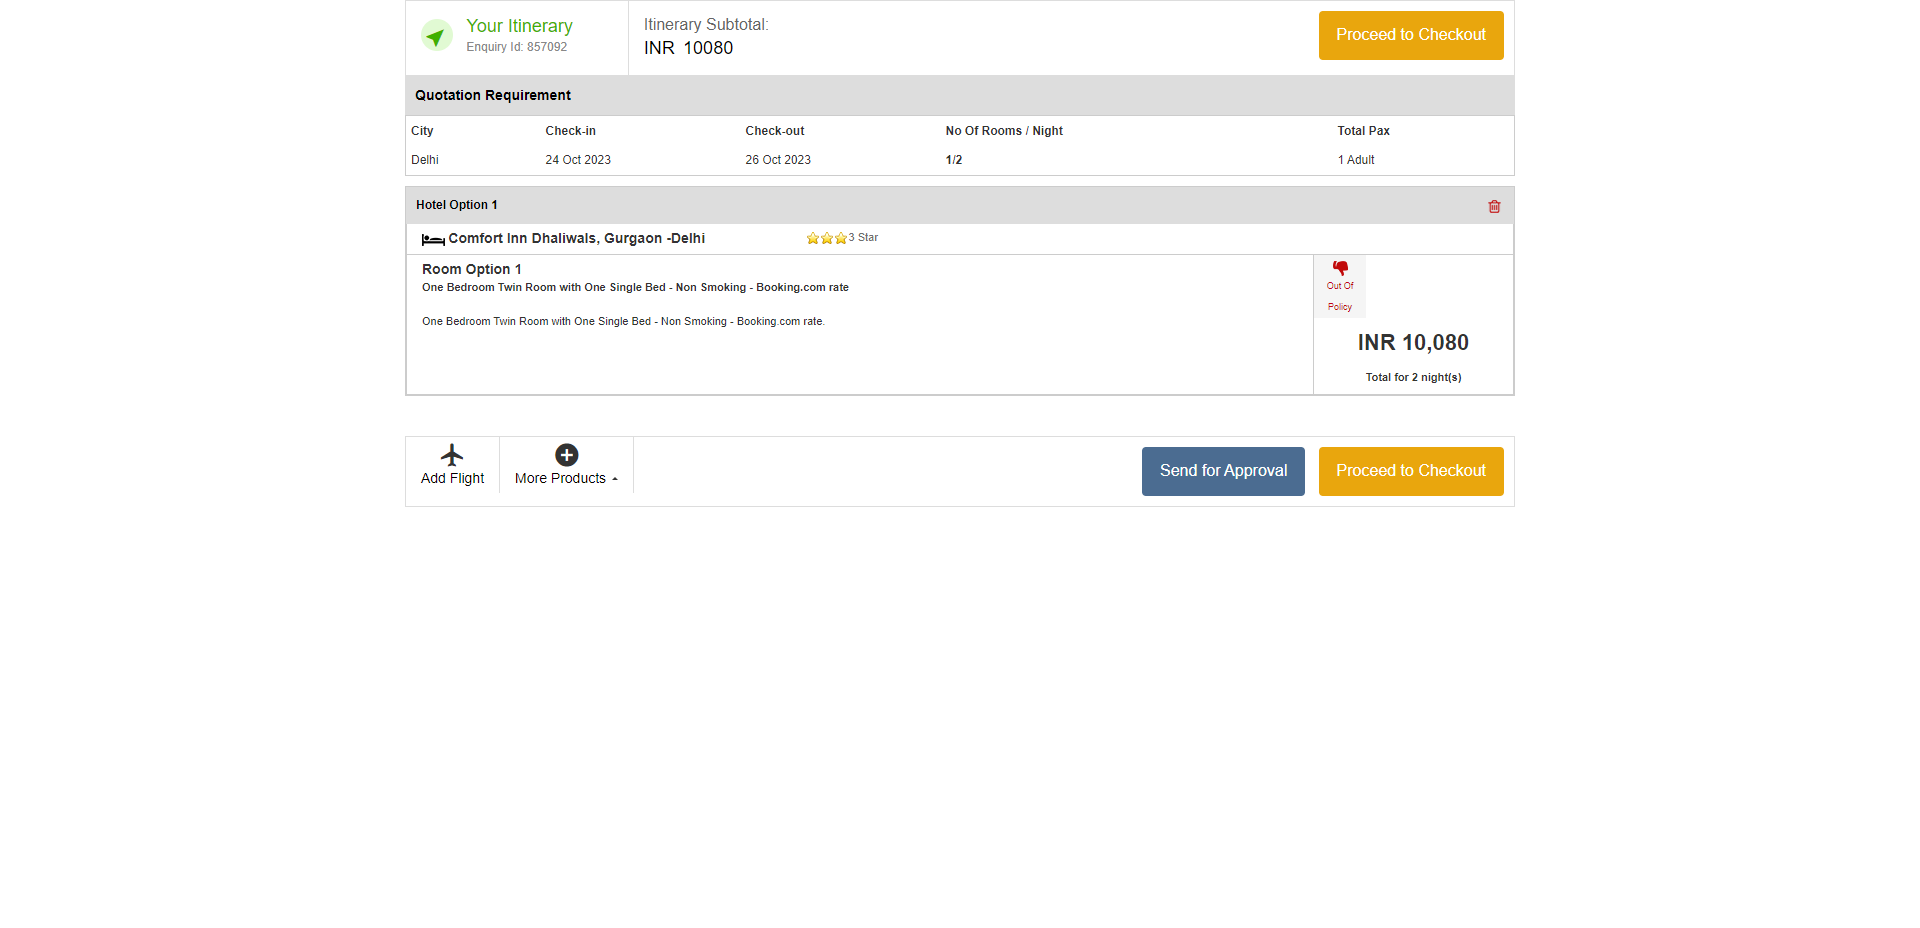 Your Itinerary
Enquiry Id: 857092
Itinerary Subtotal:
INR 10080
Proceed to Checkout
Quotation Requirement
City Check-in Check-out No Of Rooms / Night Total Pax
Delhi 24 Oct 2023 26 Oct 2023 1/2 1 Adult
Hotel Option 1
Comfort Inn Dhaliwals, Gurgaon -Delhi 3 Star
Room Option 1
One Bedroom Twin Room with One Single Bed - Non Smoking - Booking.com rate
One Bedroom Twin Room with One Single Bed - Non Smoking - Booking.com rate.
Out Of
Policy
INR 10,080
Total for 2 night(s)
Add Flight
More Products
Send for Approval
Proceed to Checkout